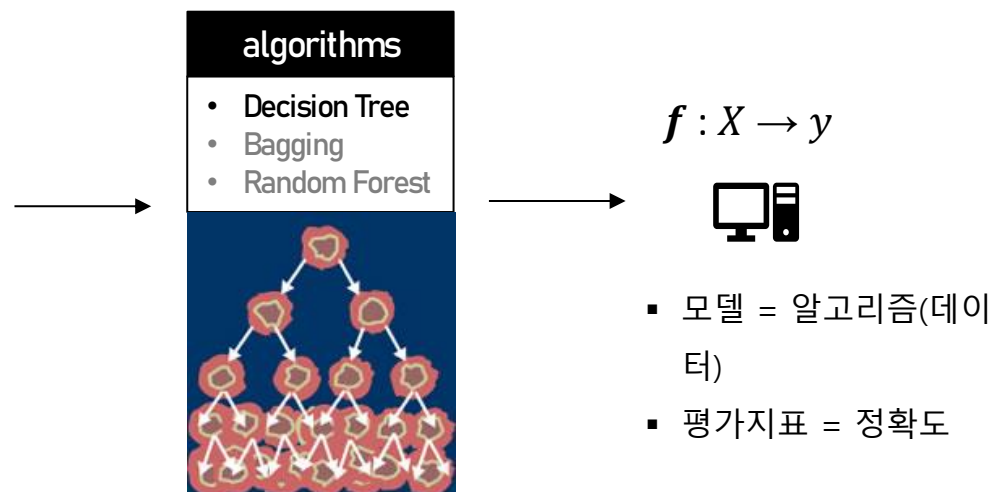 algorithms
• Decision Tree
• Bagging
• Random Forest
f : X → y
▪ 모델 = 알고리즘(데이
터)
▪ 평가지표 = 정확도